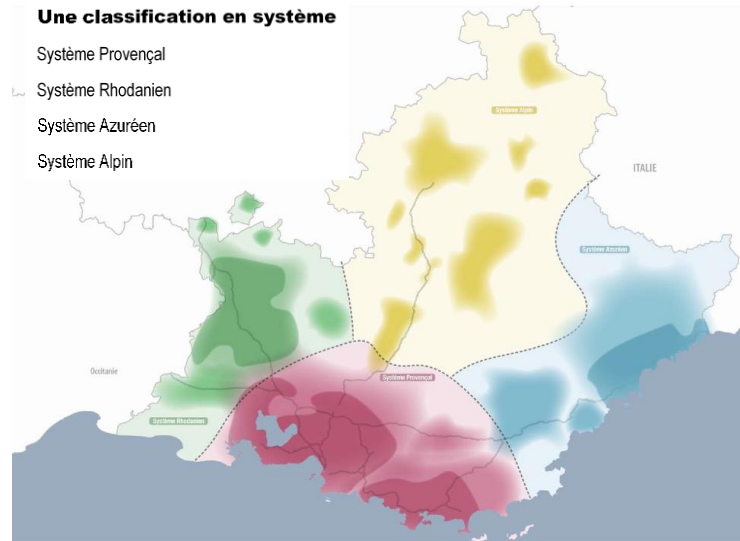 Une classification en système
Système Provençal
Système Rhodanien
Système Azuréen
Système Alpin
Système Alpin
ITALIE
Système Azuréen
Occitanie
Système Provençal
Système Rhodanien